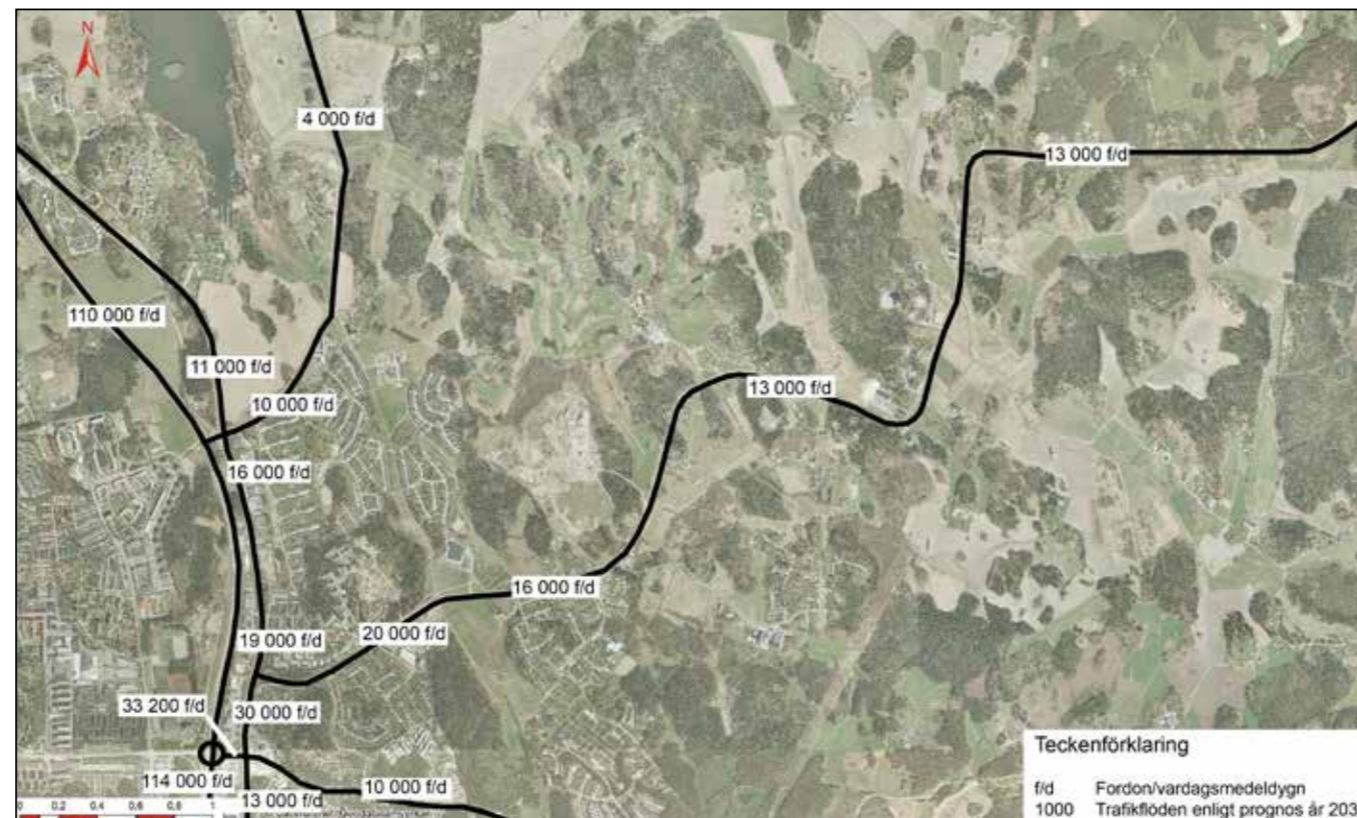 N
4 000 f/d
13 000 f/d
110 000 f/d
11 000 f/d
10 000 f/d
13 000 f/d
16 000 f/d
16 000 f/d
19 000 f/d
20 000 f/d
33 200 f/d
30 000 f/d
114 000 f/d
13 000 f/d
10 000 f/d
0 0,2 0,4 0,6 0,8 1
Teckenförklaring
f/d Fordon/vardagsmedeldygn
1000 Trafikflöden enligt prognos år 203